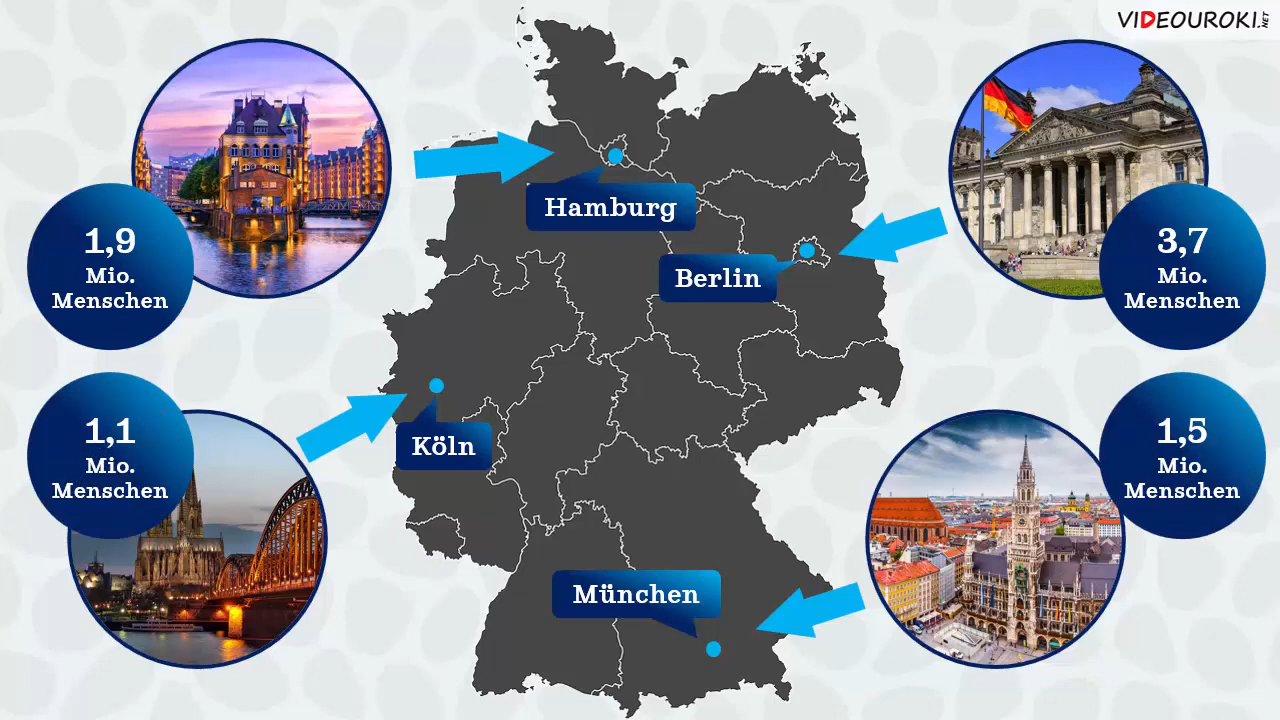 VIDEOUROKI.NET
1,9
Mio.
Menschen
Hamburg
3,7
Mio.
Menschen
Berlin
1,1
Mio.
Menschen
Köln
1,5
Mio.
Menschen
München